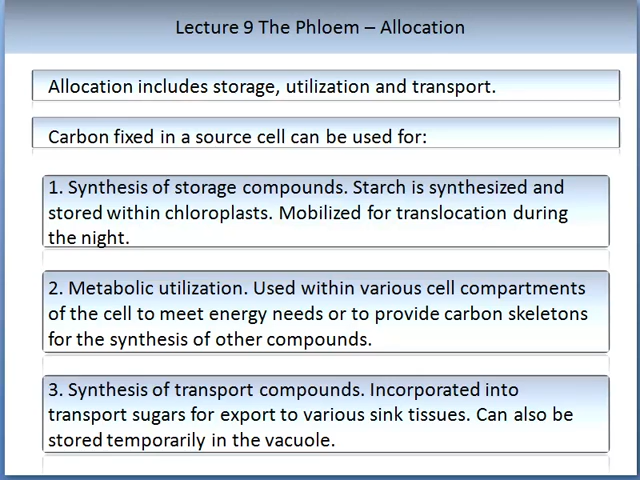 Lecture 9 The Phloem – Allocation
Allocation includes storage, utilization and transport.
Carbon fixed in a source cell can be used for:
1. Synthesis of storage compounds. Starch is synthesized and
stored within chloroplasts. Mobilized for translocation during
the night.
2. Metabolic utilization. Used within various cell compartments
of the cell to meet energy needs or to provide carbon skeletons
for the synthesis of other compounds.
3. Synthesis of transport compounds. Incorporated into
transport sugars for export to various sink tissues. Can also be
stored temporarily in the vacuole.